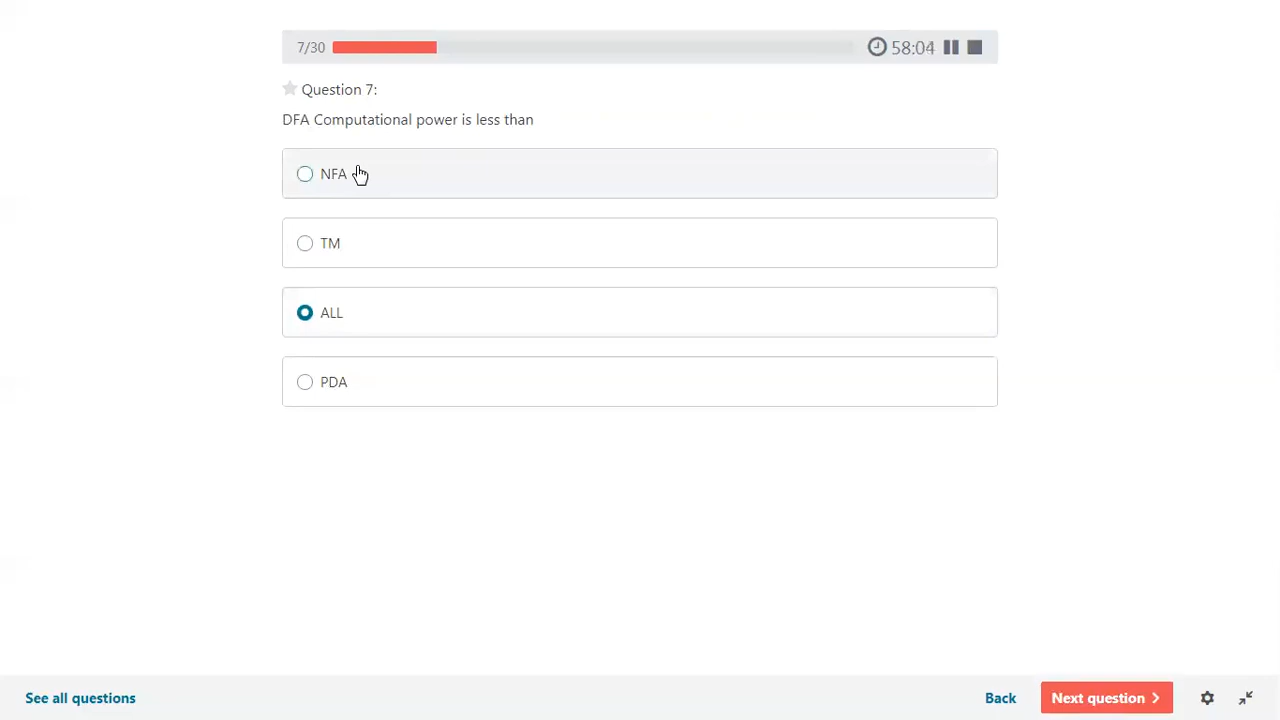 7/30
58:04
Question 7:
DFA Computational power is less than
NFA
TM
ALL
PDA
See all questions
Back
Next question